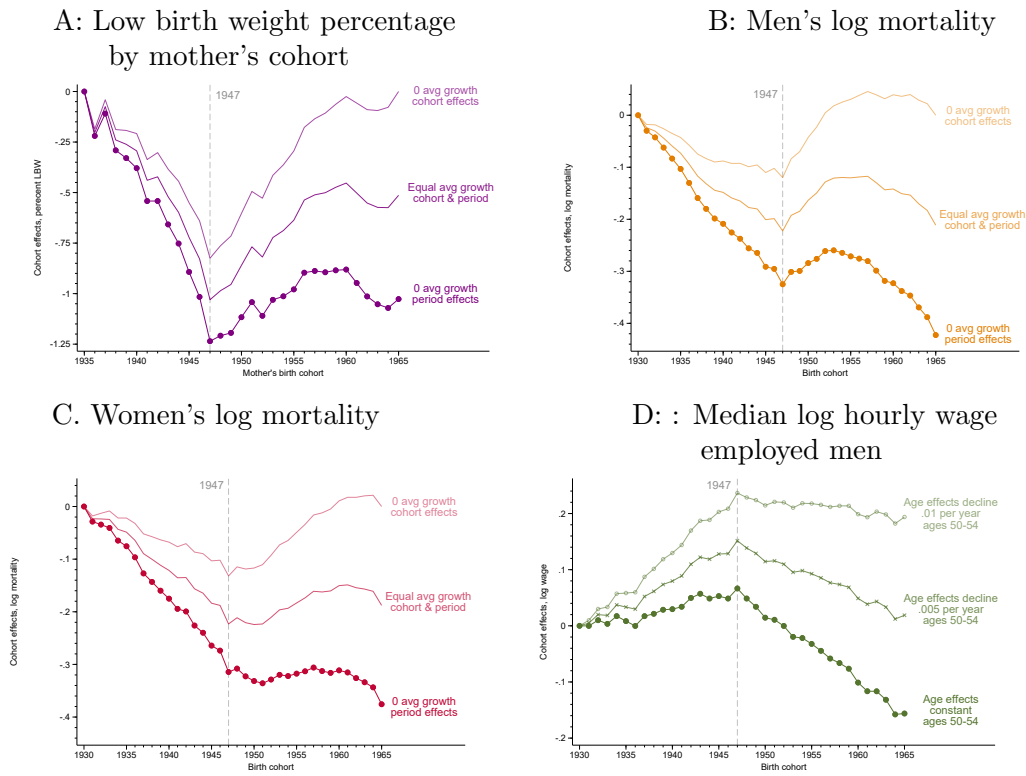 A: Low birth weight percentage
by mother's cohort
0
-.25
-.5
-.75
-1
-1.25
Cohort effects, perecent LBW
1947
0 avg growth
cohort effects
Equal avg growth
cohort & period
0 avg growth
period effects
1935
1940
1945
1950
1955
1960
1965
Mother's birth cohort
B: Men's log mortality
0
-.1
-.2
-.3
-.4
Cohort effects, log mortality
1947
0 avg growth
cohort effects
Equal avg growth
cohort & period
0 avg growth
period effects
1930
1935
1940
1945
1950
1955
1960
1965
Birth cohort
C. Women's log mortality
0
-.1
-.2
-.3
-.4
Cohort effects, log mortality
1947
0 avg growth
cohort effects
Equal avg growth
cohort & period
0 avg growth
period effects
1930
1935
1940
1945
1950
1955
1960
1965
Birth cohort
D: : Median log hourly wage
employed men
.2
.1
0
-.1
-.2
Cohort effects, log wage
1947
Age effects decline
.01 per year
ages 50-54
Age effects decline
.005 per year
ages 50-54
Age effects
constant
ages 50-54
1930
1935
1940
1945
1950
1955
1960
1965
Birth cohort